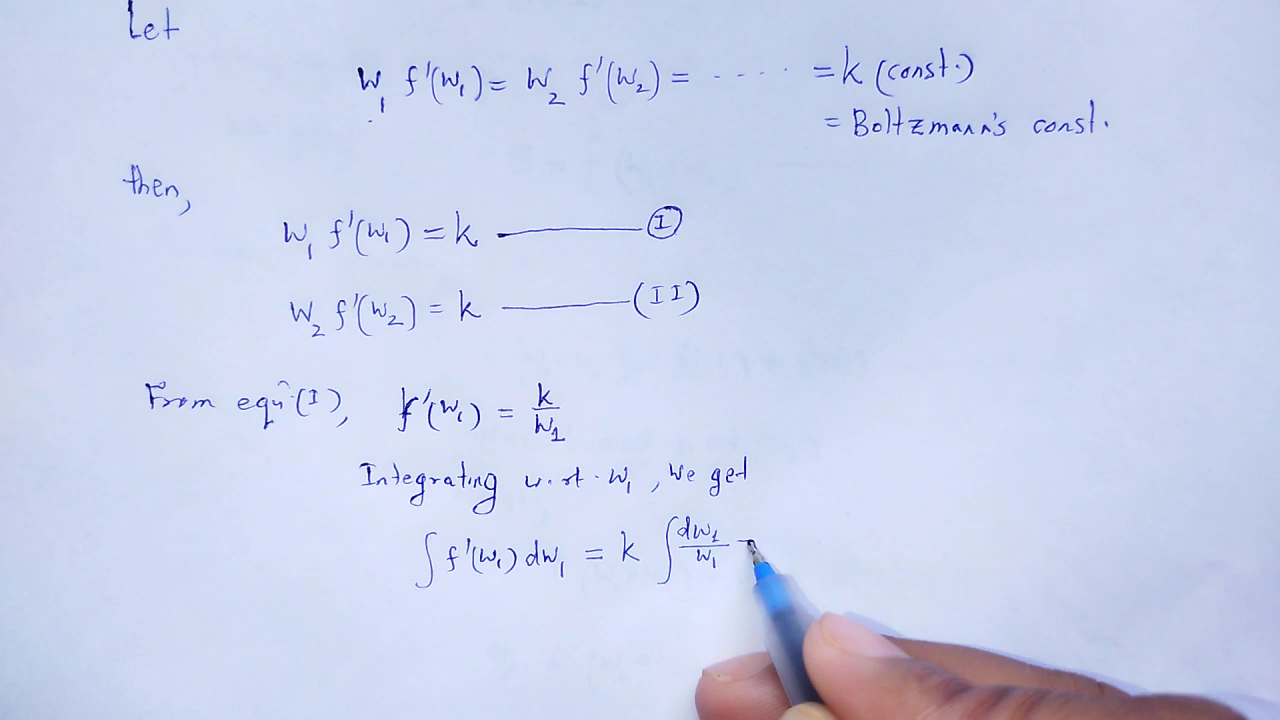 Let
W₁ f'(W₁) = W₂ f'(W₂) = - - - - = k (const.)
= Boltzmann's const.
then,
W₁ f'(W₁) = k ——— (I)
W₂ f'(W₂) = k ——— (II)
From eqn.(I), f'(W₁) = k/W₁
Integrating w.r.t. W₁, we get
∫ f'(W₁) dW₁ = k ∫ dW₁/W₁